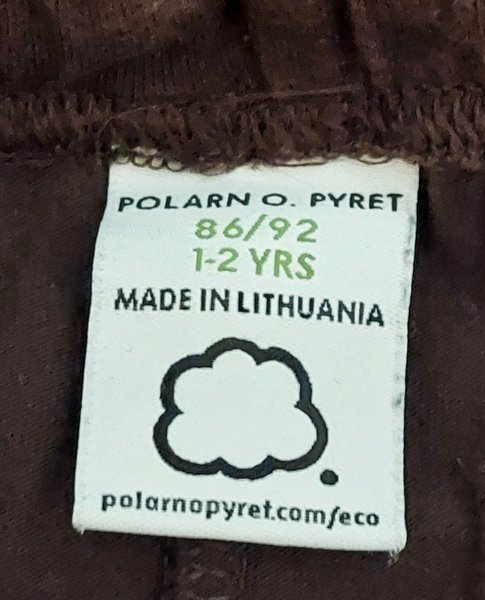 POLARN O. PYRET
86/92
1-2 YRS
MADE IN LITHUANIA
polarnopyret.com/eco